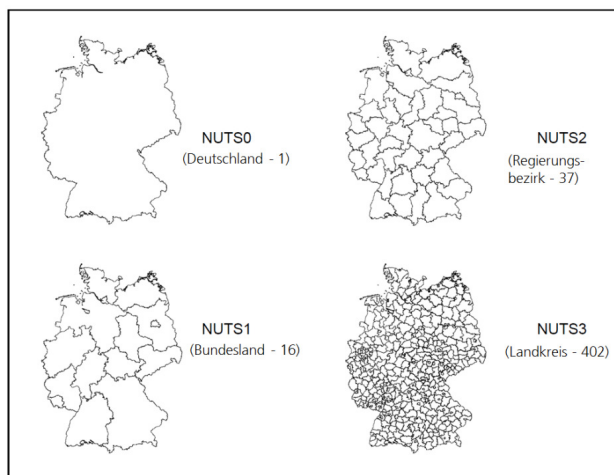 NUTS0
(Deutschland - 1)
NUTS2
(Regierungs-
bezirk - 37)
NUTS1
(Bundesland - 16)
NUTS3
(Landkreis - 402)